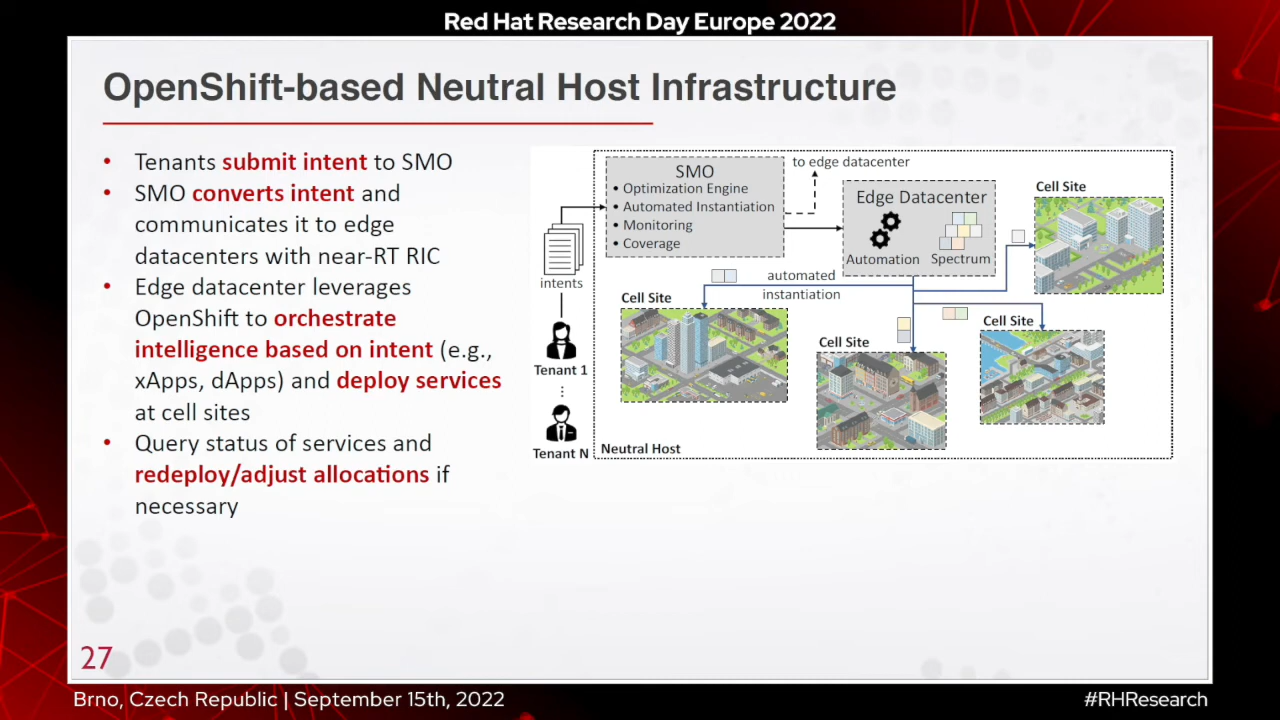 Red Hat Research Day Europe 2022
OpenShift-based Neutral Host Infrastructure
• Tenants submit intent to SMO
• SMO converts intent and
communicates it to edge
datacenters with near-RT RIC
• Edge datacenter leverages
OpenShift to orchestrate
intelligence based on intent (e.g.,
xApps, dApps) and deploy services
at cell sites
• Query status of services and
redeploy/adjust allocations if
necessary
SMO
• Optimization Engine
• Automated Instantiation
• Monitoring
• Coverage
to edge datacenter
Edge Datacenter
Automation
Spectrum
Cell Site
intents
automated
instantiation
Cell Site
Cell Site
Cell Site
Tenant 1
⋮
Tenant N
Neutral Host
27
Brno, Czech Republic | September 15th, 2022
#RHResearch